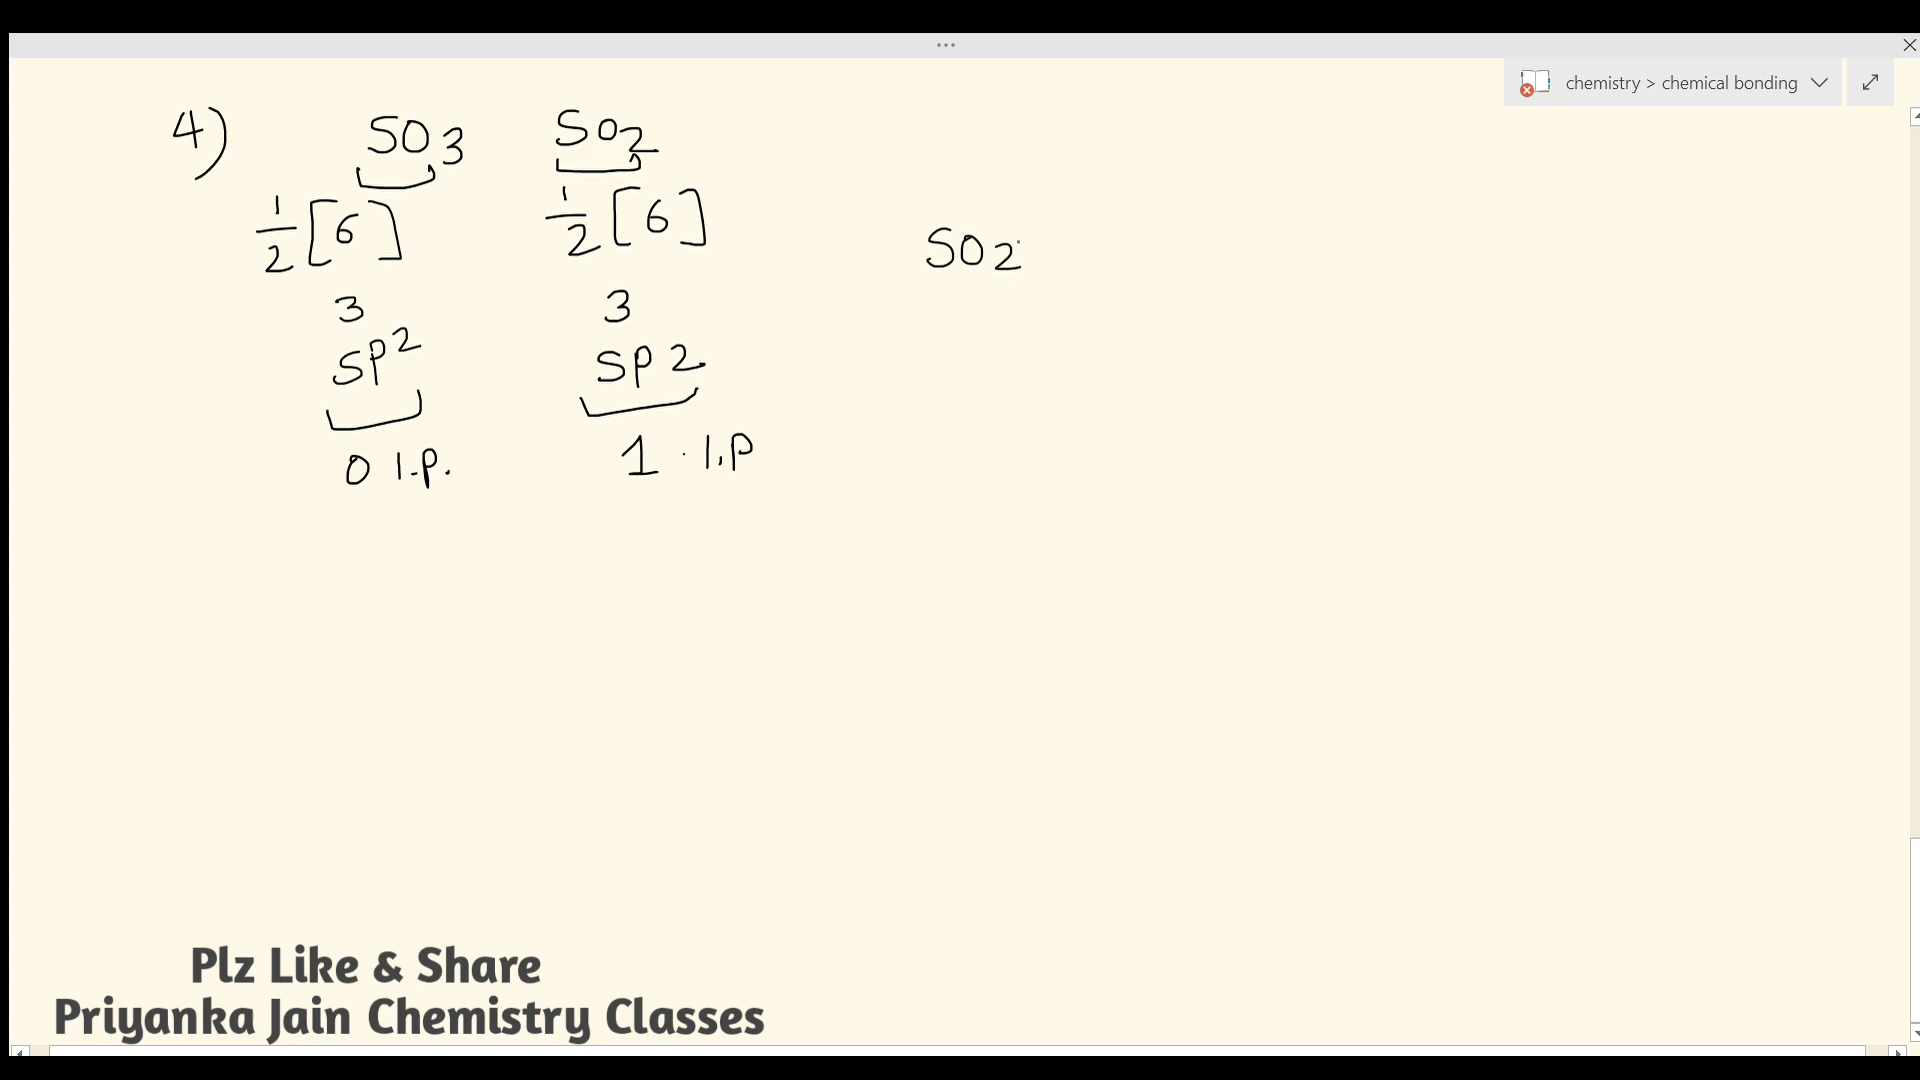 chemistry > chemical bonding
4) SO3 SO2
1/2 [6] 1/2 [6]
SO2
3 3
SP2 SP2
0 l.p. 1 . l.p
Plz Like & Share
Priyanka Jain Chemistry Classes